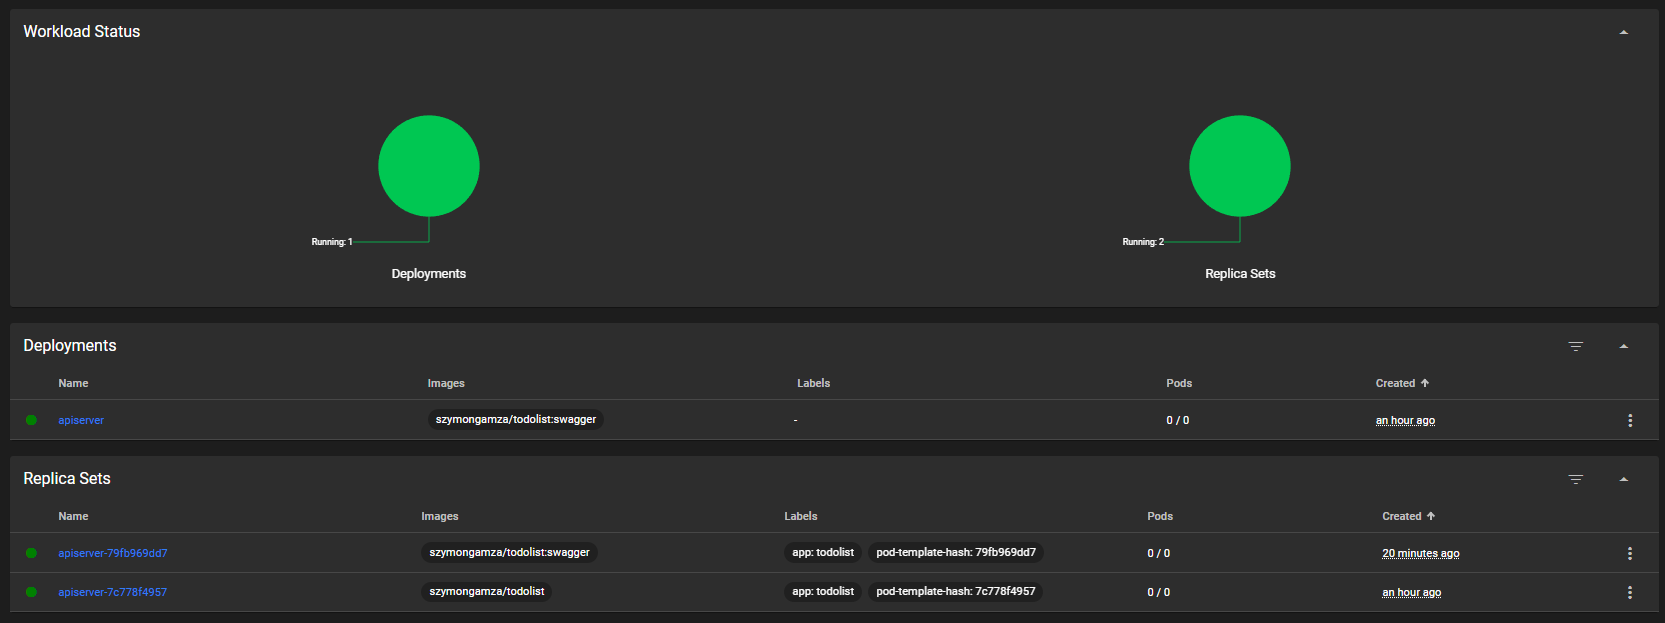 Workload Status
Running: 1
Running: 2
Deployments
Replica Sets
Deployments
Name Images Labels Pods Created
apiserver szymongamza/todolist:swagger - 0 / 0 an hour ago
Replica Sets
Name Images Labels Pods Created
apiserver-79fb969dd7 szymongamza/todolist:swagger app: todolist pod-template-hash: 79fb969dd7 0 / 0 20 minutes ago
apiserver-7c778f4957 szymongamza/todolist app: todolist pod-template-hash: 7c778f4957 0 / 0 an hour ago